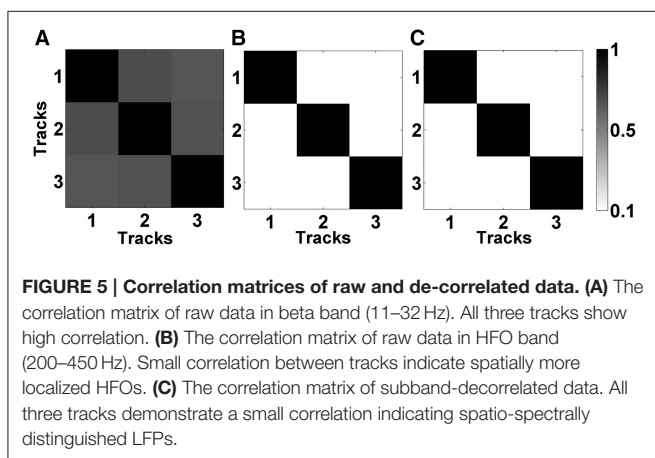 A
B
C
1
2
3
Tracks
1 2 3
Tracks
1
2
3
1 2 3
Tracks
1
2
3
1 2 3
Tracks
1
0.5
0.1
FIGURE 5 | Correlation matrices of raw and de-correlated data. (A) The
correlation matrix of raw data in beta band (11–32 Hz). All three tracks show
high correlation. (B) The correlation matrix of raw data in HFO band
(200–450 Hz). Small correlation between tracks indicate spatially more
localized HFOs. (C) The correlation matrix of subband-decorrelated data. All
three tracks demonstrate a small correlation indicating spatio-spectrally
distinguished LFPs.